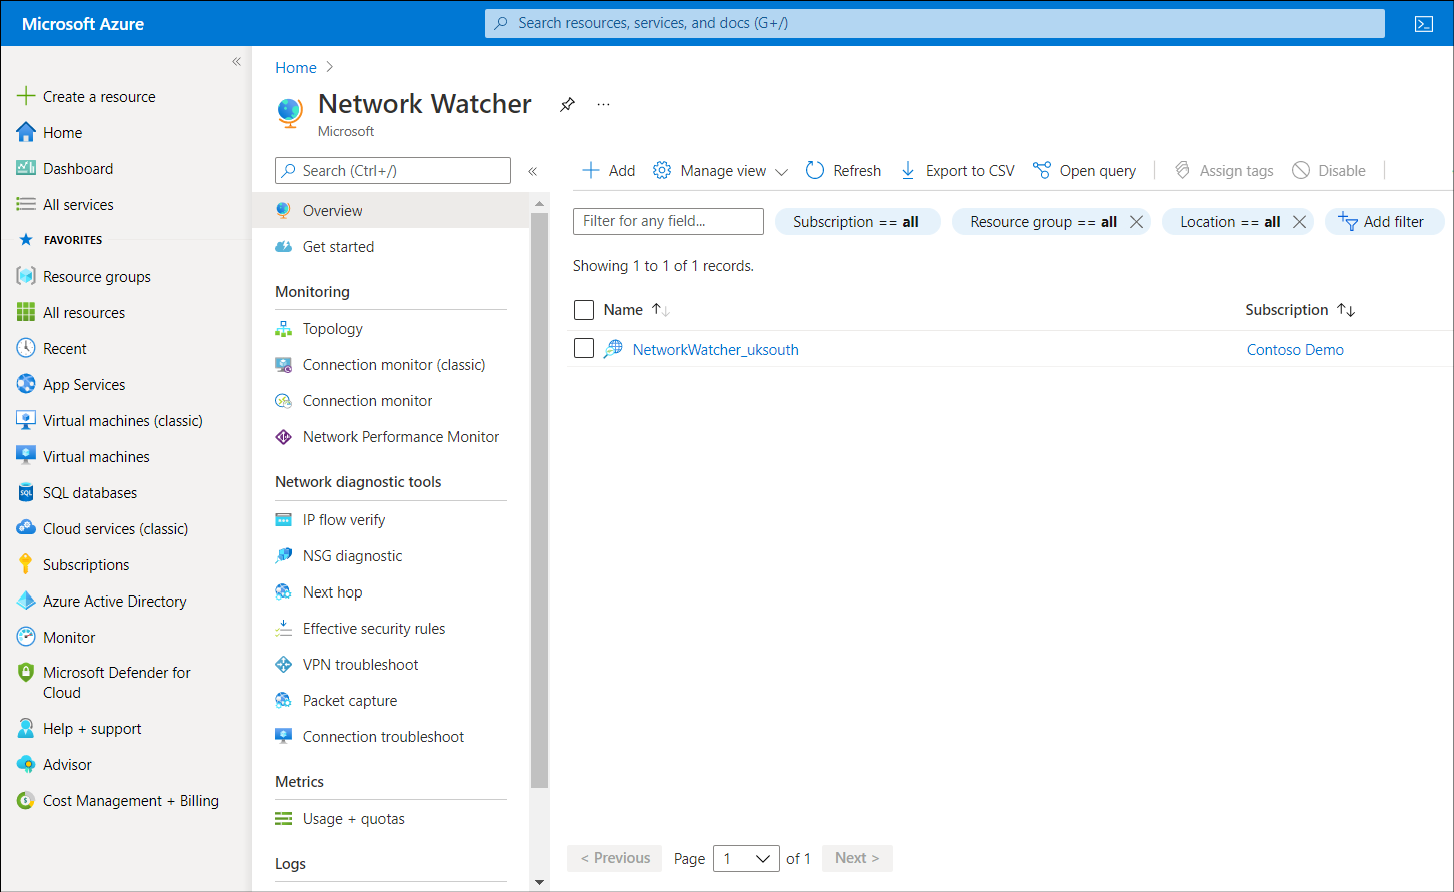 Microsoft Azure
Search resources, services, and docs (G+/)
«
Create a resource
Home
Dashboard
All services
FAVORITES
Resource groups
All resources
Recent
App Services
Virtual machines (classic)
Virtual machines
SQL databases
Cloud services (classic)
Subscriptions
Azure Active Directory
Monitor
Microsoft Defender for
Cloud
Help + support
Advisor
Cost Management + Billing
Home >
Network Watcher ...
Microsoft
Search (Ctrl+/) «
Overview
Get started
Monitoring
Topology
Connection monitor (classic)
Connection monitor
Network Performance Monitor
Network diagnostic tools
IP flow verify
NSG diagnostic
Next hop
Effective security rules
VPN troubleshoot
Packet capture
Connection troubleshoot
Metrics
Usage + quotas
Logs
Add Manage view Refresh Export to CSV Open query Assign tags Disable
Filter for any field... Subscription == all Resource group == all Location == all Add filter
Showing 1 to 1 of 1 records.
Name ↑↓ Subscription ↑↓
NetworkWatcher_uksouth Contoso Demo
< Previous Page 1 of 1 Next >